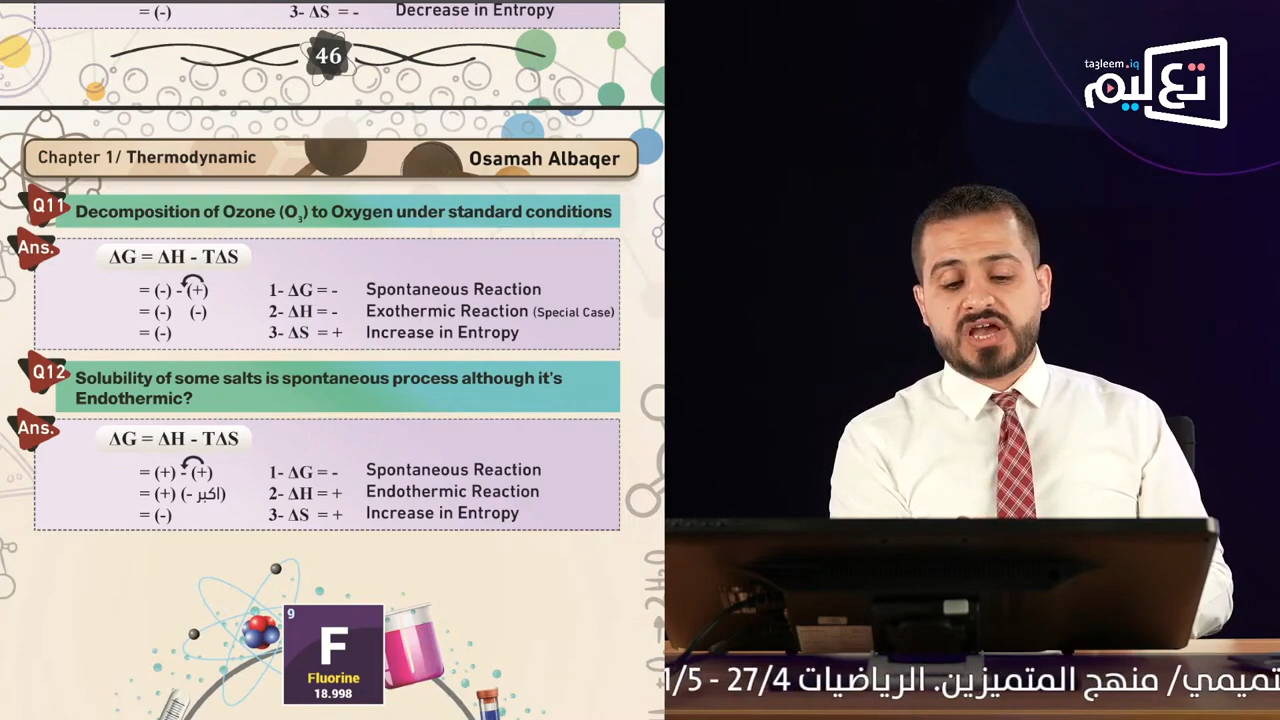 = (-) 3- ΔS = - Decrease in Entropy
46
Chapter 1/ Thermodynamic Osamah Albaqer
Q11 Decomposition of Ozone (O₃) to Oxygen under standard conditions
Ans.
ΔG = ΔH - TΔS
= (-) - (+) 1- ΔG = - Spontaneous Reaction
= (-) (-) 2- ΔH = - Exothermic Reaction (Special Case)
= (-) 3- ΔS = + Increase in Entropy
Q12 Solubility of some salts is spontaneous process although it's
Endothermic?
Ans.
ΔG = ΔH - TΔS
= (+) - (+) 1- ΔG = - Spontaneous Reaction
= (+) (- اكبر) 2- ΔH = + Endothermic Reaction
= (-) 3- ΔS = + Increase in Entropy
9
F
Fluorine
18.998
ta3leem.iq
تعليم
منهج المتميزين. الرياضيات 27/4 - 1/5